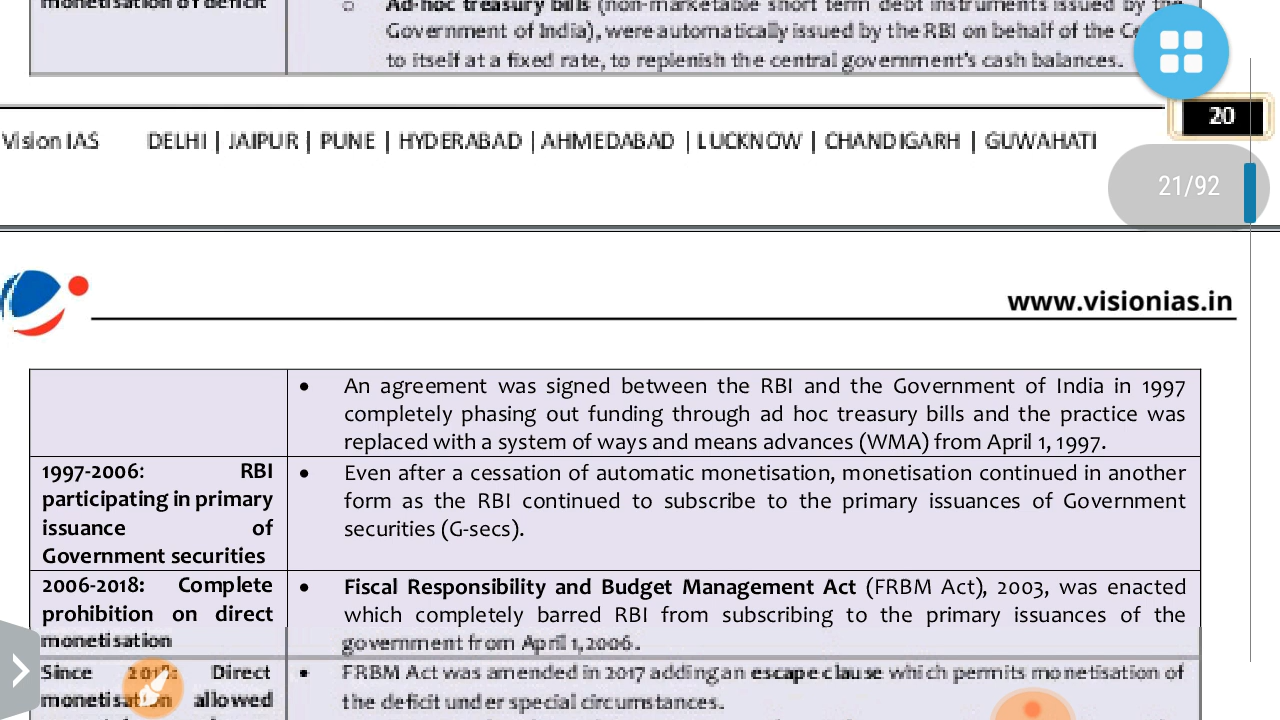 monetisation of deficit
o Ad-hoc treasury bills (non-marketable short term debt instruments issued by the
Government of India), were automatically issued by the RBI on behalf of the
to itself at a fixed rate, to replenish the central government's cash balances.
20
Vision IAS DELHI | JAIPUR | PUNE | HYDERABAD | AHMEDABAD | LUCKNOW | CHANDIGARH | GUWAHATI
21/92
www.visionias.in
• An agreement was signed between the RBI and the Government of India in 1997
completely phasing out funding through ad hoc treasury bills and the practice was
replaced with a system of ways and means advances (WMA) from April 1, 1997.
1997-2006: RBI
participating in primary
issuance of
Government securities
• Even after a cessation of automatic monetisation, monetisation continued in another
form as the RBI continued to subscribe to the primary issuances of Government
securities (G-secs).
2006-2018: Complete
prohibition on direct
monetisation
• Fiscal Responsibility and Budget Management Act (FRBM Act), 2003, was enacted
which completely barred RBI from subscribing to the primary issuances of the
government from April 1, 2006.
Since 2018: Direct
monetisation allowed
• FRBM Act was amended in 2017 adding an escape clause which permits monetisation of
the deficit under special circumstances.